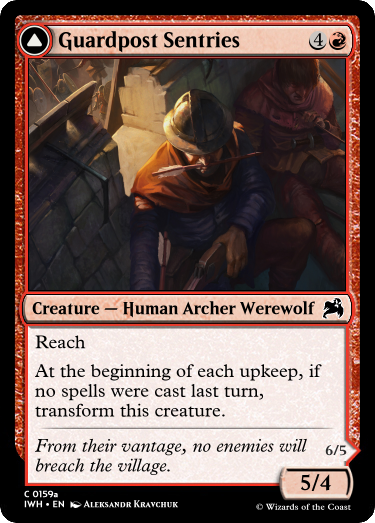 Guardpost Sentries 4
Creature — Human Archer Werewolf
Reach
At the beginning of each upkeep, if
no spells were cast last turn,
transform this creature.
From their vantage, no enemies will
breach the village.
6/5
5/4
C 0159a
IWH • EN Aleksandr Kravchuk
© Wizards of the Coast